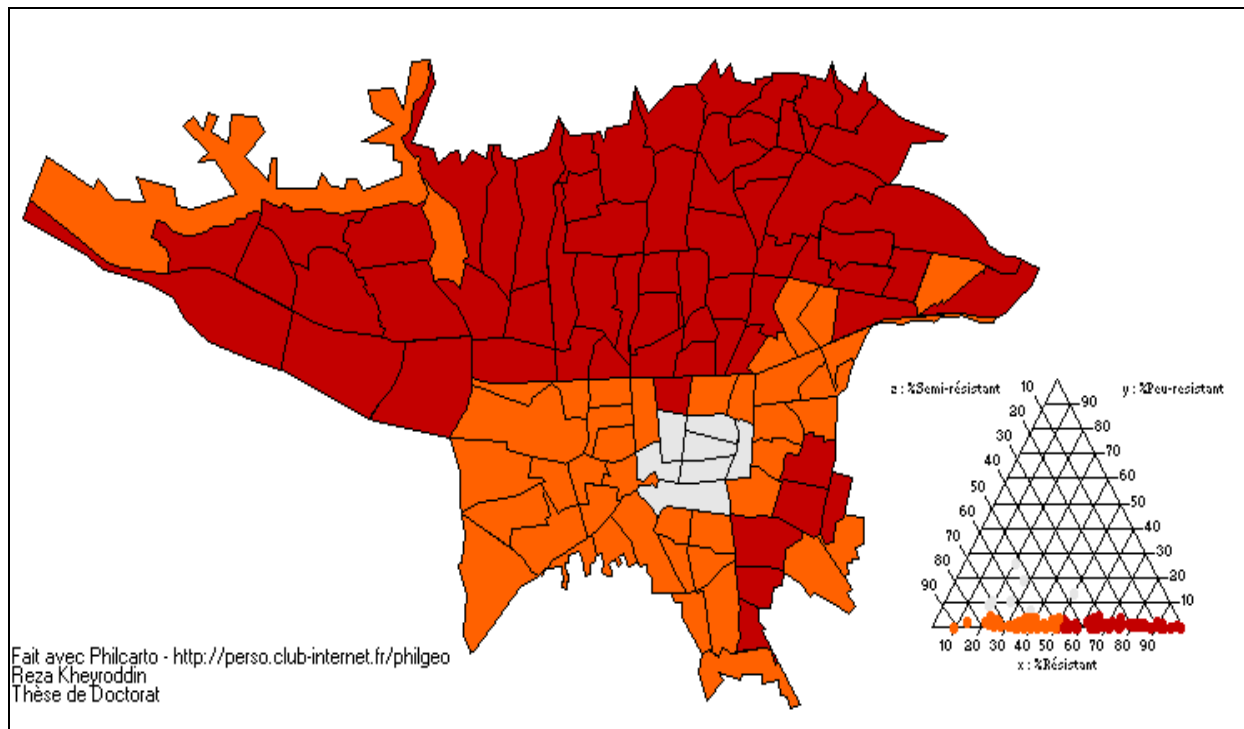 z : %Semi-résistant
y : %Peu-resistant
10
20
30
40
50
60
70
80
90
90
80
70
60
50
40
30
20
10
10 20 30 40 50 60 70 80 90
x : %Résistant
Fait avec Philcarto - http://perso.club-internet.fr/philgeo
Reza Kheyroddin
Thèse de Doctorat